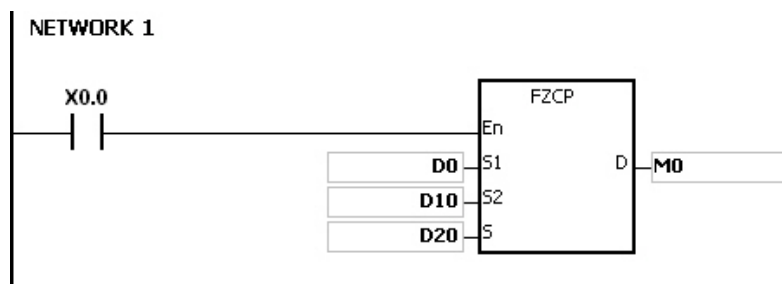 NETWORK 1
X0.0
FZCP
En
D0 S1 D M0
D10 S2
D20 S